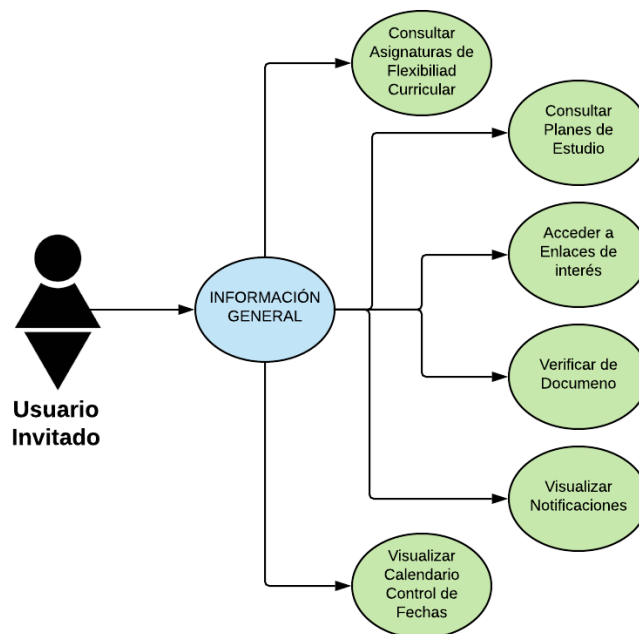 Consultar
Asignaturas de
Flexibiliad
Curricular
Consultar
Planes de
Estudio
Acceder a
Enlaces de
interés
INFORMACIÓN
GENERAL
Verificar de
Documeno
Usuario
Invitado
Visualizar
Notificaciones
Visualizar
Calendario
Control de
Fechas